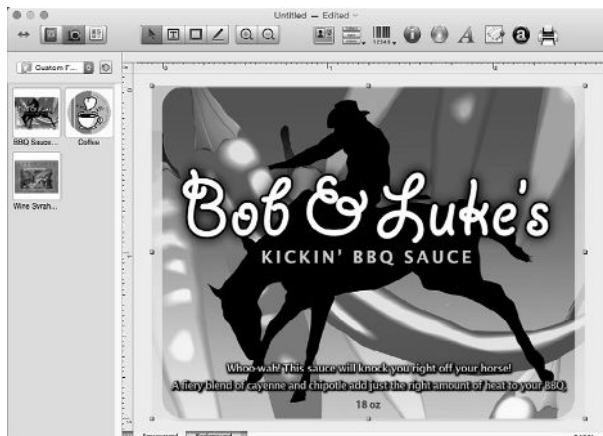 Untitled — Edited
Custom F...
BBQ Sauce...
Coffee
Wine Syrah...
Bob & Luke's
KICKIN' BBQ SAUCE
Whoo-wah! This sauce will knock you right off your horse!
A fiery blend of cayenne and chipotle add just the right amount of heat to your BBQ.
18 oz